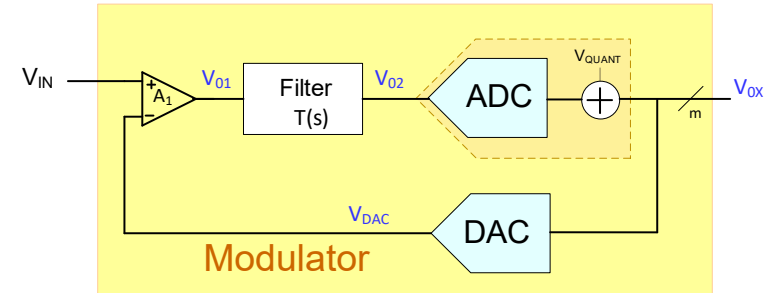 V_QUANT
V_IN
+
A_1
−
V_01
Filter
T(s)
V_02
ADC
+
V_0X
m
V_DAC
DAC
Modulator